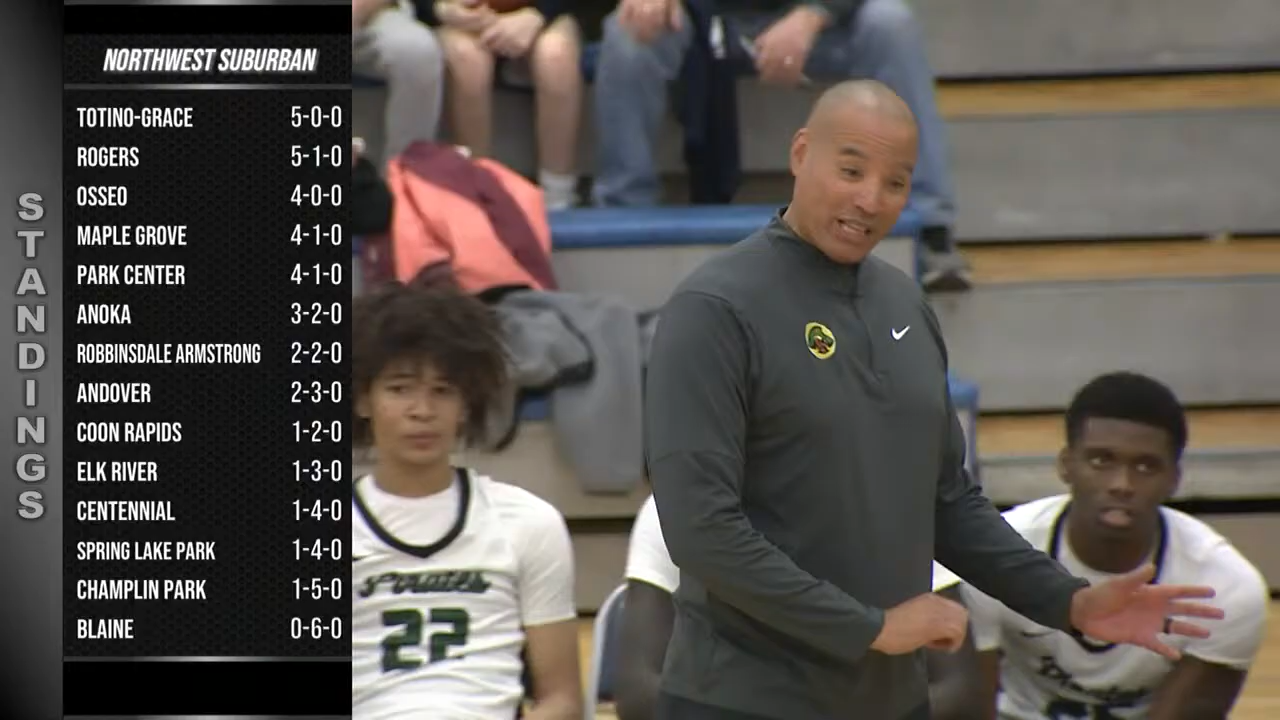 STANDINGS
NORTHWEST SUBURBAN
TOTINO-GRACE 5-0-0
ROGERS 5-1-0
OSSEO 4-0-0
MAPLE GROVE 4-1-0
PARK CENTER 4-1-0
ANOKA 3-2-0
ROBBINSDALE ARMSTRONG 2-2-0
ANDOVER 2-3-0
COON RAPIDS 1-2-0
ELK RIVER 1-3-0
CENTENNIAL 1-4-0
SPRING LAKE PARK 1-4-0
CHAMPLIN PARK 1-5-0
BLAINE 0-6-0
Pirates
22